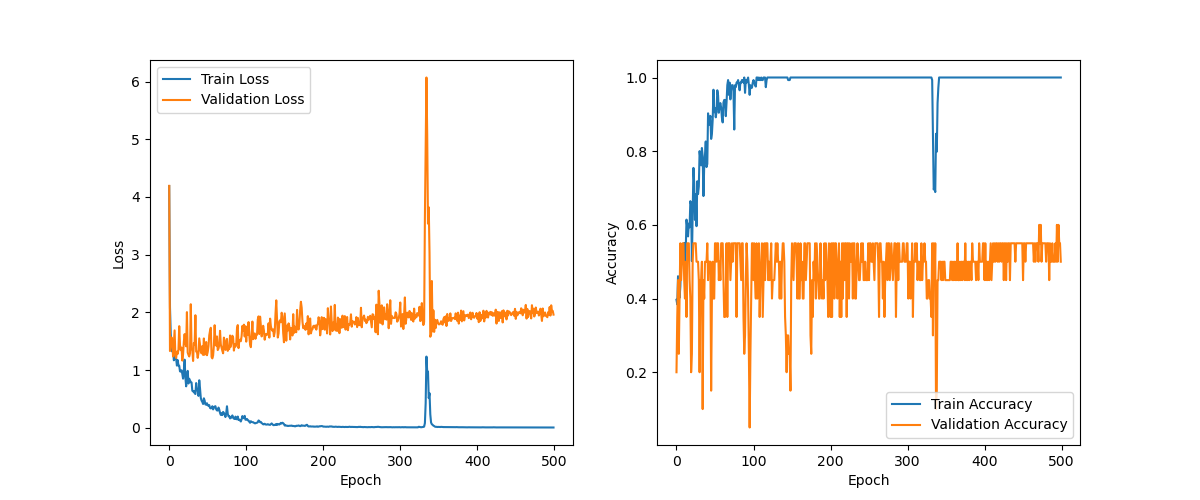 Train Loss
Validation Loss
6
5
4
3
2
1
0
Loss
0 100 200 300 400 500
Epoch
1.0
0.8
0.6
0.4
0.2
Accuracy
Train Accuracy
Validation Accuracy
0 100 200 300 400 500
Epoch